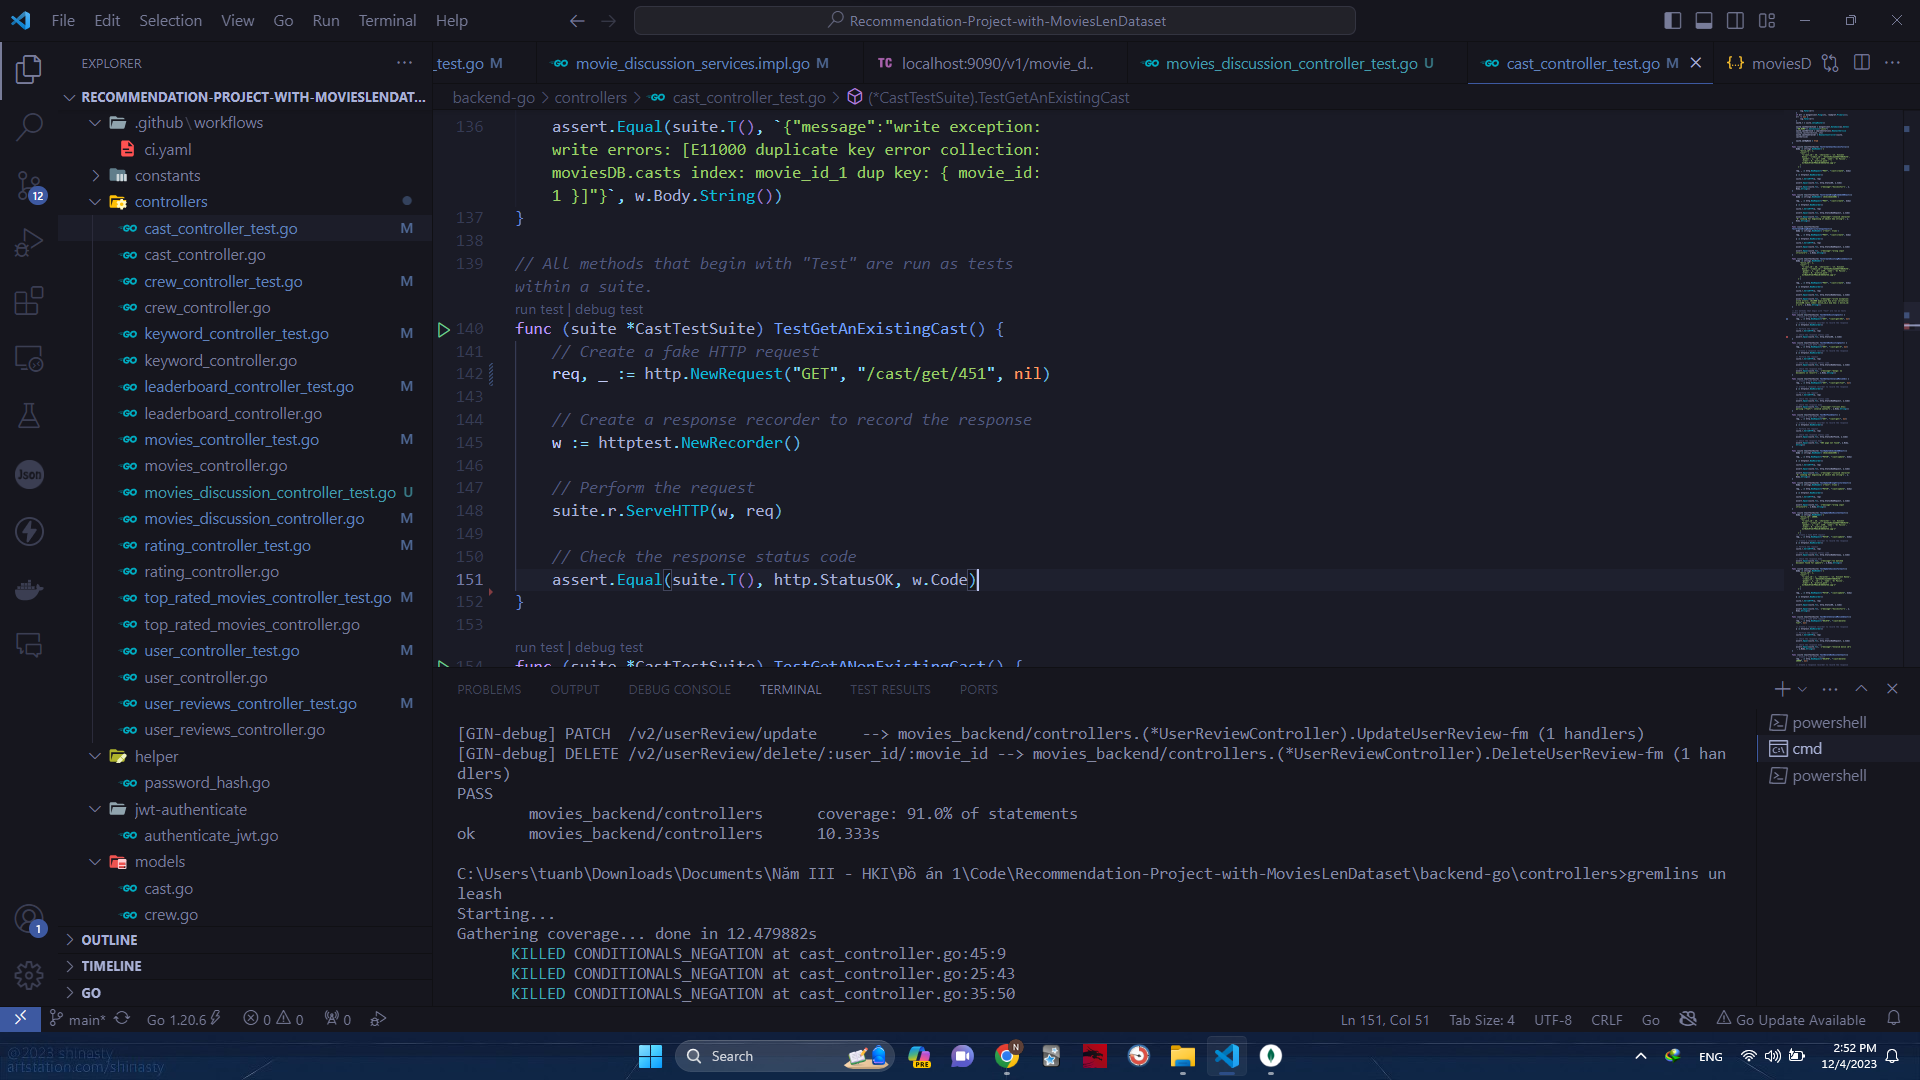 File Edit Selection View Go Run Terminal Help
Recommendation-Project-with-MoviesLenDataset
EXPLORER
RECOMMENDATION-PROJECT-WITH-MOVIESLENDAT...
.github\workflows
ci.yaml
constants
controllers
cast_controller_test.go M
cast_controller.go
crew_controller_test.go M
crew_controller.go
keyword_controller_test.go M
keyword_controller.go
leaderboard_controller_test.go M
leaderboard_controller.go
movies_controller_test.go M
movies_controller.go
movies_discussion_controller_test.go U
movies_discussion_controller.go M
rating_controller_test.go M
rating_controller.go
top_rated_movies_controller_test.go M
top_rated_movies_controller.go
user_controller_test.go M
user_controller.go
user_reviews_controller_test.go M
user_reviews_controller.go
helper
password_hash.go
jwt-authenticate
authenticate_jwt.go
models
cast.go
crew.go
OUTLINE
TIMELINE
GO
12
Json
1
_test.go M
movie_discussion_services.impl.go M
TC localhost:9090/v1/movie_d..
movies_discussion_controller_test.go U
cast_controller_test.go M
{.} moviesD
backend-go > controllers > cast_controller_test.go > (*CastTestSuite).TestGetAnExistingCast
136 assert.Equal(suite.T(), `{"message":"write exception:
write errors: [E11000 duplicate key error collection:
moviesDB.casts index: movie_id_1 dup key: { movie_id:
1 }]"}`, w.Body.String())
137 }
138
139 // All methods that begin with "Test" are run as tests
within a suite.
run test | debug test
140 func (suite *CastTestSuite) TestGetAnExistingCast() {
141 // Create a fake HTTP request
142 req, _ := http.NewRequest("GET", "/cast/get/451", nil)
143
144 // Create a response recorder to record the response
145 w := httptest.NewRecorder()
146
147 // Perform the request
148 suite.r.ServeHTTP(w, req)
149
150 // Check the response status code
151 assert.Equal(suite.T(), http.StatusOK, w.Code)
152 }
153
run test | debug test
154 func (suite *CastTestSuite) TestGetANonExistingCast() {
PROBLEMS OUTPUT DEBUG CONSOLE TERMINAL TEST RESULTS PORTS
[GIN-debug] PATCH /v2/userReview/update --> movies_backend/controllers.(*UserReviewController).UpdateUserReview-fm (1 handlers)
[GIN-debug] DELETE /v2/userReview/delete/:user_id/:movie_id --> movies_backend/controllers.(*UserReviewController).DeleteUserReview-fm (1 han
dlers)
PASS
movies_backend/controllers coverage: 91.0% of statements
ok movies_backend/controllers 10.333s
C:\Users\tuanb\Downloads\Documents\Năm III - HKI\Đồ án 1\Code\Recommendation-Project-with-MoviesLenDataset\backend-go\controllers>gremlins un
leash
Starting...
Gathering coverage... done in 12.479882s
KILLED CONDITIONALS_NEGATION at cast_controller.go:45:9
KILLED CONDITIONALS_NEGATION at cast_controller.go:25:43
KILLED CONDITIONALS_NEGATION at cast_controller.go:35:50
powershell
cmd
powershell
main* Go 1.20.6 0 0 0
Ln 151, Col 51 Tab Size: 4 UTF-8 CRLF Go Go Update Available
@2023 shinasty
artstation.com/shinasty
Search
PRE
N
ENG
2:52 PM
12/4/2023